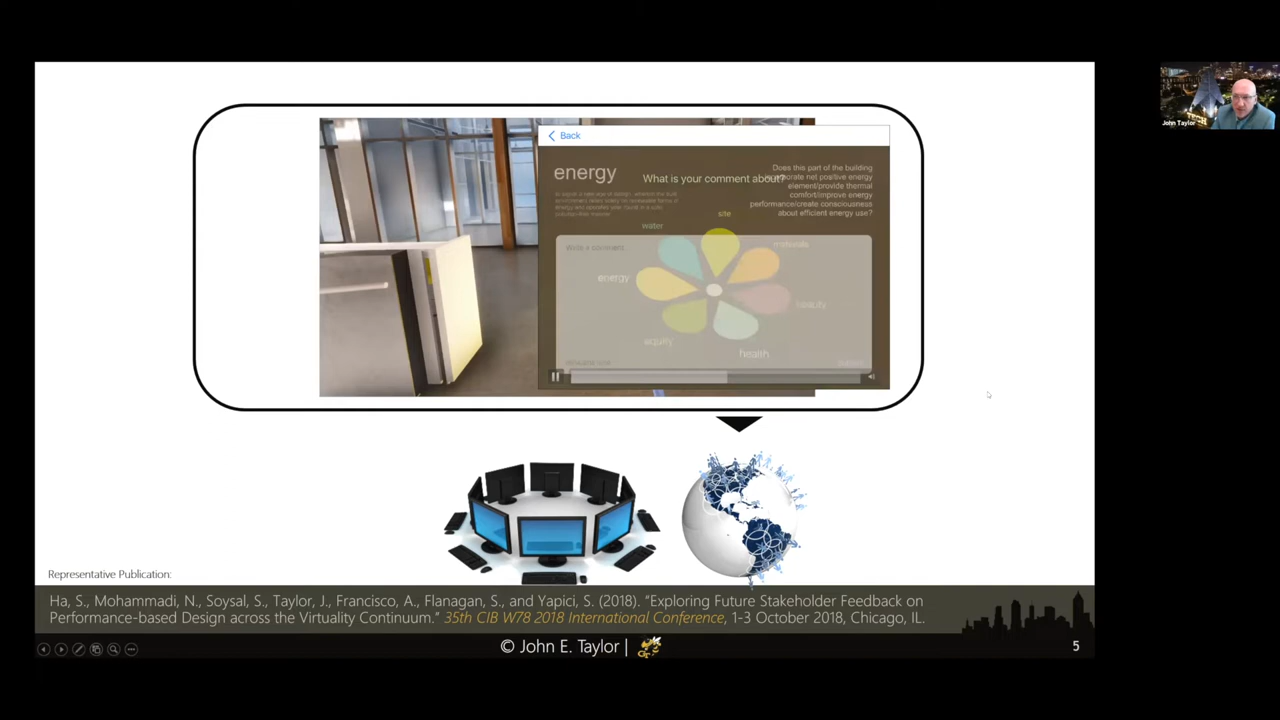 Back
energy
What is your comment about?
Does this part of the building
incorporate net positive energy
element/provide thermal
comfort/improve energy
performance/create consciousness
about efficient energy use?
site
water
Write a comment
materials
energy
beauty
equity
health
John Taylor
Representative Publication:
Ha, S., Mohammadi, N., Soysal, S., Taylor, J., Francisco, A., Flanagan, S., and Yapici, S. (2018). “Exploring Future Stakeholder Feedback on
Performance-based Design across the Virtuality Continuum.” 35th CIB W78 2018 International Conference, 1-3 October 2018, Chicago, IL.
© John E. Taylor |
5